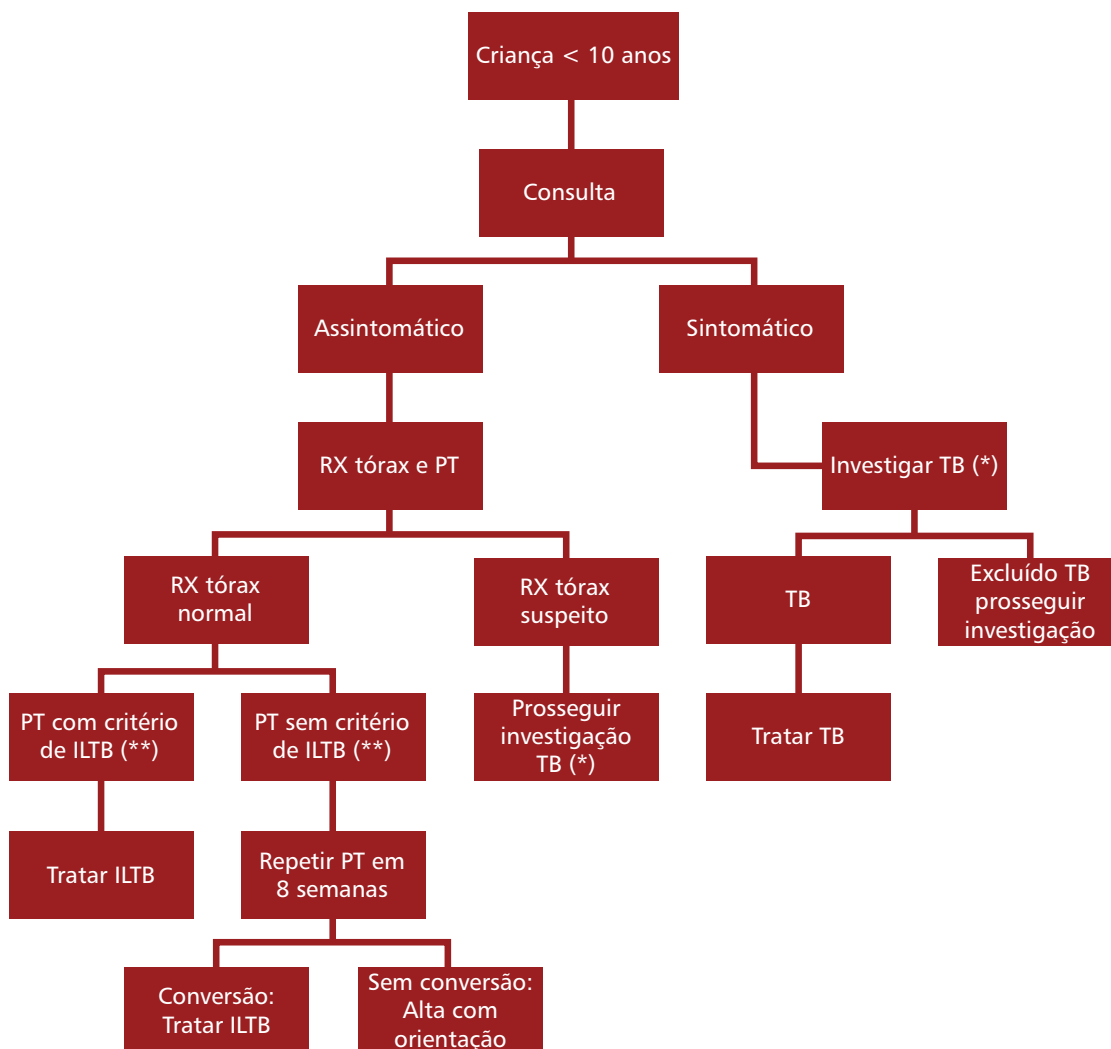 Criança < 10 anos
Consulta
Assintomático
Sintomático
RX tórax e PT
Investigar TB (*)
RX tórax
normal
RX tórax
suspeito
TB
Excluído TB
prosseguir
investigação
PT com critério
de ILTB (**)
PT sem critério
de ILTB (**)
Prosseguir
investigação
TB (*)
Tratar TB
Tratar ILTB
Repetir PT em
8 semanas
Conversão:
Tratar ILTB
Sem conversão:
Alta com
orientação